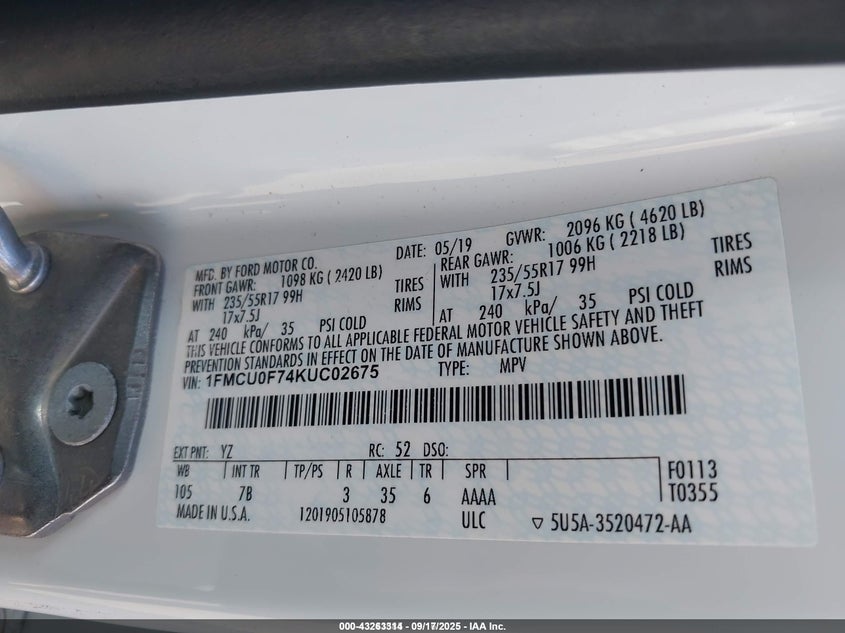 MFD. BY FORD MOTOR CO. DATE: 05/19 GVWR: 2096 KG ( 4620 LB)
FRONT GAWR: 1098 KG ( 2420 LB) REAR GAWR: 1006 KG ( 2218 LB)
WITH 235/55R17 99H TIRES WITH 235/55R17 99H TIRES
17x7.5J RIMS 17x7.5J RIMS
AT 240 kPa/ 35 PSI COLD AT 240 kPa/ 35 PSI COLD
THIS VEHICLE CONFORMS TO ALL APPLICABLE FEDERAL MOTOR VEHICLE SAFETY AND THEFT
PREVENTION STANDARDS IN EFFECT ON THE DATE OF MANUFACTURE SHOWN ABOVE.
VIN: 1FMCU0F74KUC02675 TYPE: MPV
EXT PNT: YZ RC: 52 DSO:
WB INT TR TP/PS R AXLE TR SPR F0113
105 7B 3 35 6 AAAA T0355
MADE IN U.S.A. 1201905105878 ULC ▽ 5U5A-3520472-AA
000-43263314 - 09/17/2025 - IAA Inc.